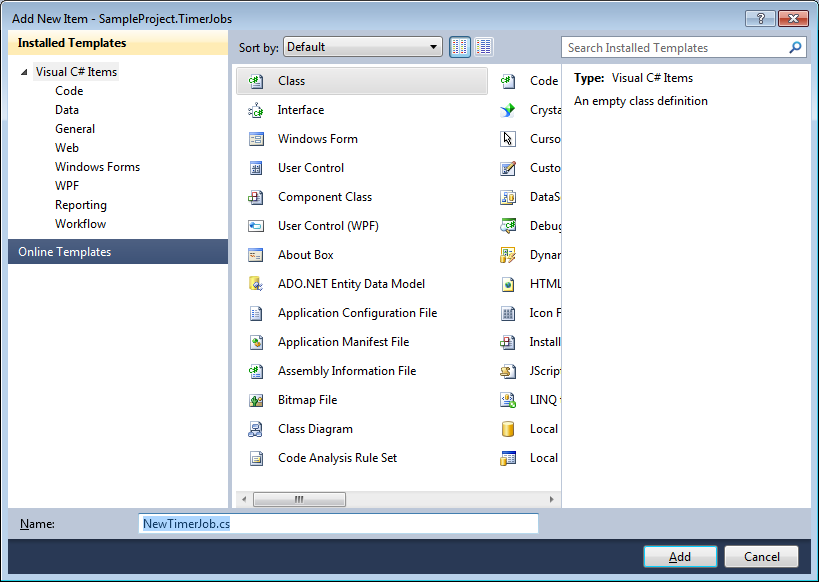 Add New Item - SampleProject.TimerJobs
Installed Templates
Visual C# Items
Code
Data
General
Web
Windows Forms
WPF
Reporting
Workflow
Online Templates
Sort by: Default
Class
Interface
Windows Form
User Control
Component Class
User Control (WPF)
About Box
ADO.NET Entity Data Model
Application Configuration File
Application Manifest File
Assembly Information File
Bitmap File
Class Diagram
Code Analysis Rule Set
Code
Crysta
Curso
Custo
DataS
Debug
Dynar
HTML
Icon F
Install
JScrip
LINQ
Local
Local
Search Installed Templates
Type: Visual C# Items
An empty class definition
Name: NewTimerJob.cs
Add Cancel